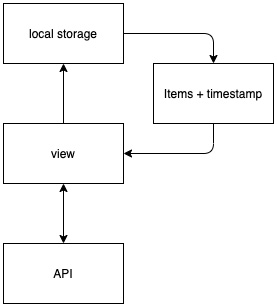 local storage
Items + timestamp
view
API